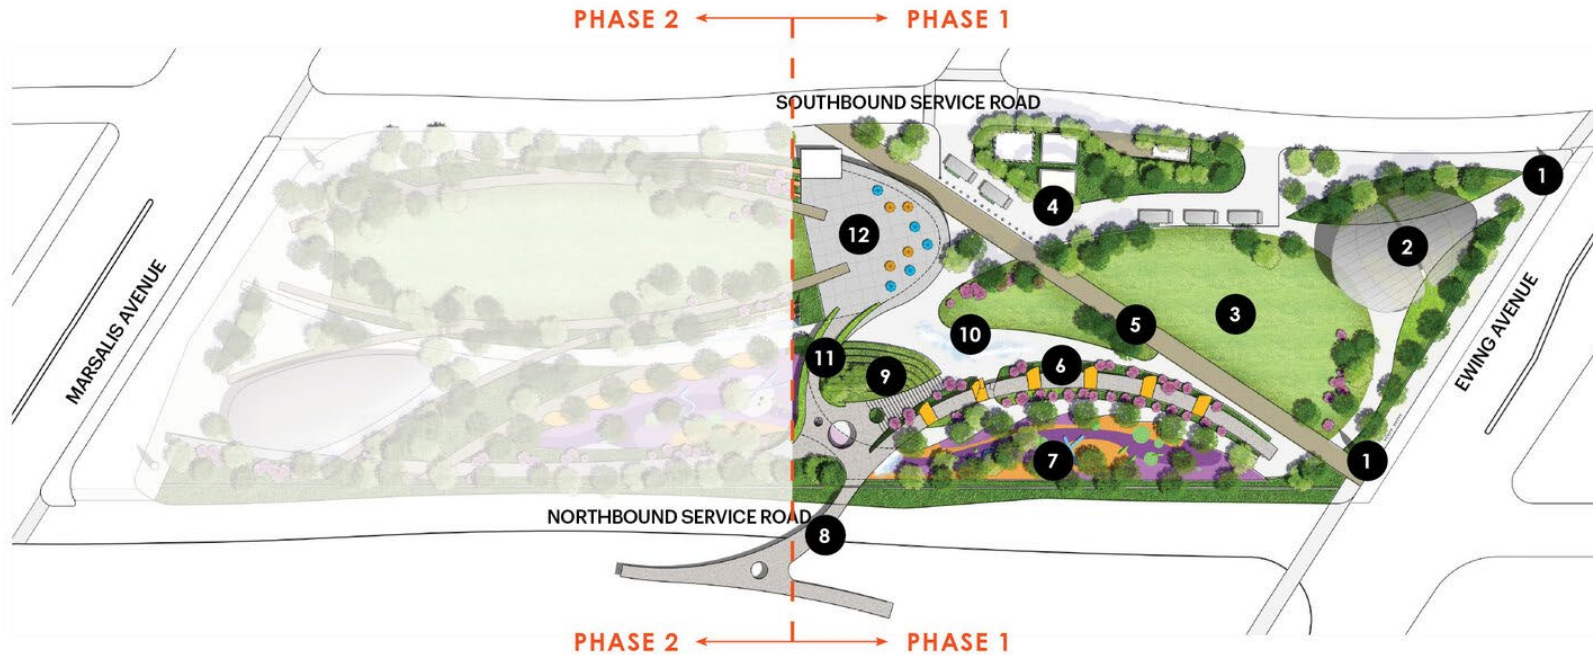 PHASE 2 PHASE 1
SOUTHBOUND SERVICE ROAD
1
4
2
12
MARSALIS AVENUE
3
5
10
EWING AVENUE
11
6
9
7
1
NORTHBOUND SERVICE ROAD
8
PHASE 2 PHASE 1